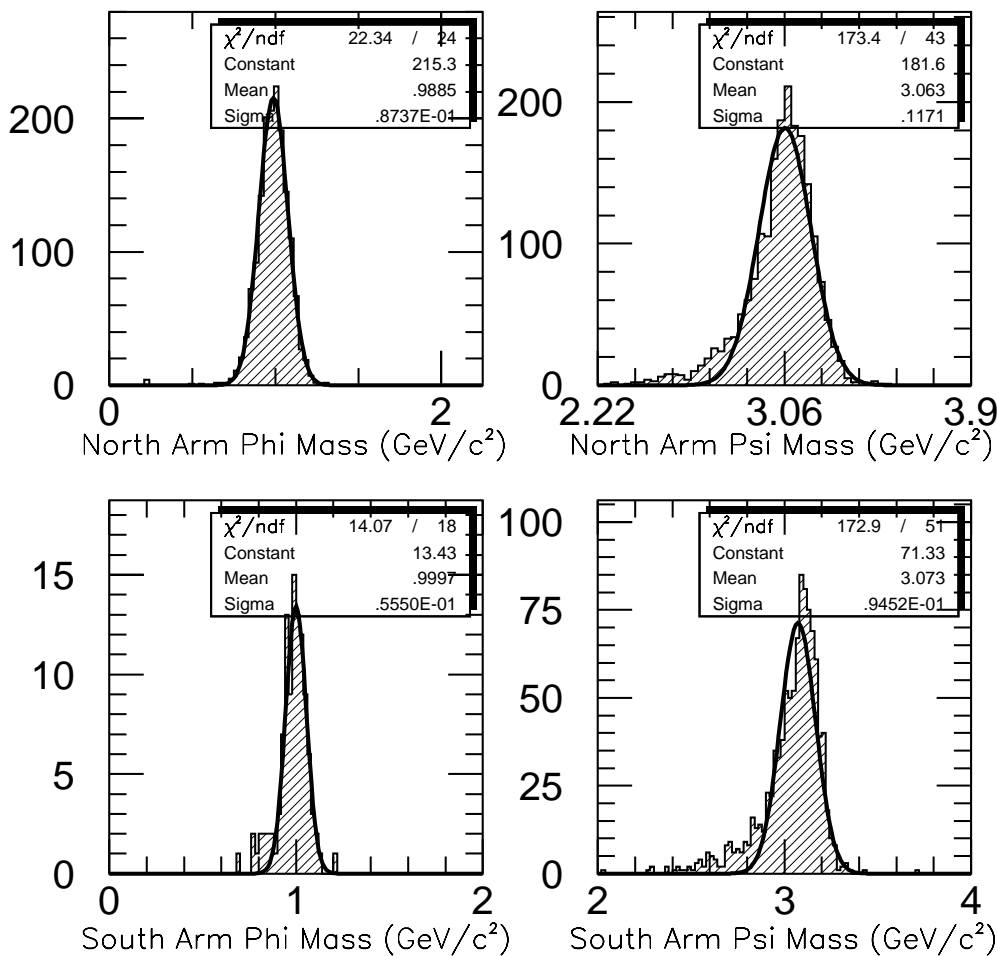 χ²/ndf 22.34 / 24
Constant 215.3
Mean .9885
Sigma .8737E-01
200
100
0
0 2
North Arm Phi Mass (GeV/c²)
χ²/ndf 173.4 / 43
Constant 181.6
Mean 3.063
Sigma .1171
200
100
0
2.22 3.06 3.9
North Arm Psi Mass (GeV/c²)
χ²/ndf 14.07 / 18
Constant 13.43
Mean .9997
Sigma .5550E-01
15
10
5
0
0 1 2
South Arm Phi Mass (GeV/c²)
χ²/ndf 172.9 / 51
Constant 71.33
Mean 3.073
Sigma .9452E-01
100
75
50
25
0
2 3 4
South Arm Psi Mass (GeV/c²)